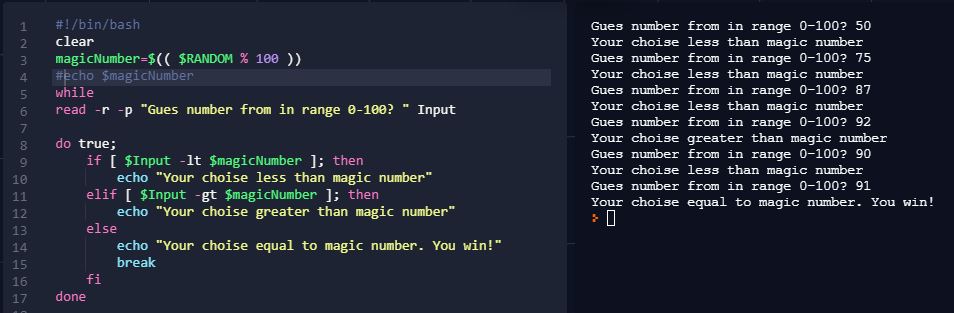 1 #!/bin/bash
2 clear
3 magicNumber=$(( $RANDOM % 100 ))
4 #echo $magicNumber
5 while
6 read -r -p "Gues number from in range 0-100? " Input
7
8 do true;
9 if [ $Input -lt $magicNumber ]; then
10 echo "Your choise less than magic number"
11 elif [ $Input -gt $magicNumber ]; then
12 echo "Your choise greater than magic number"
13 else
14 echo "Your choise equal to magic number. You win!"
15 break
16 fi
17 done
Gues number from in range 0-100? 50
Your choise less than magic number
Gues number from in range 0-100? 75
Your choise less than magic number
Gues number from in range 0-100? 87
Your choise less than magic number
Gues number from in range 0-100? 92
Your choise greater than magic number
Gues number from in range 0-100? 90
Your choise less than magic number
Gues number from in range 0-100? 91
Your choise equal to magic number. You win!